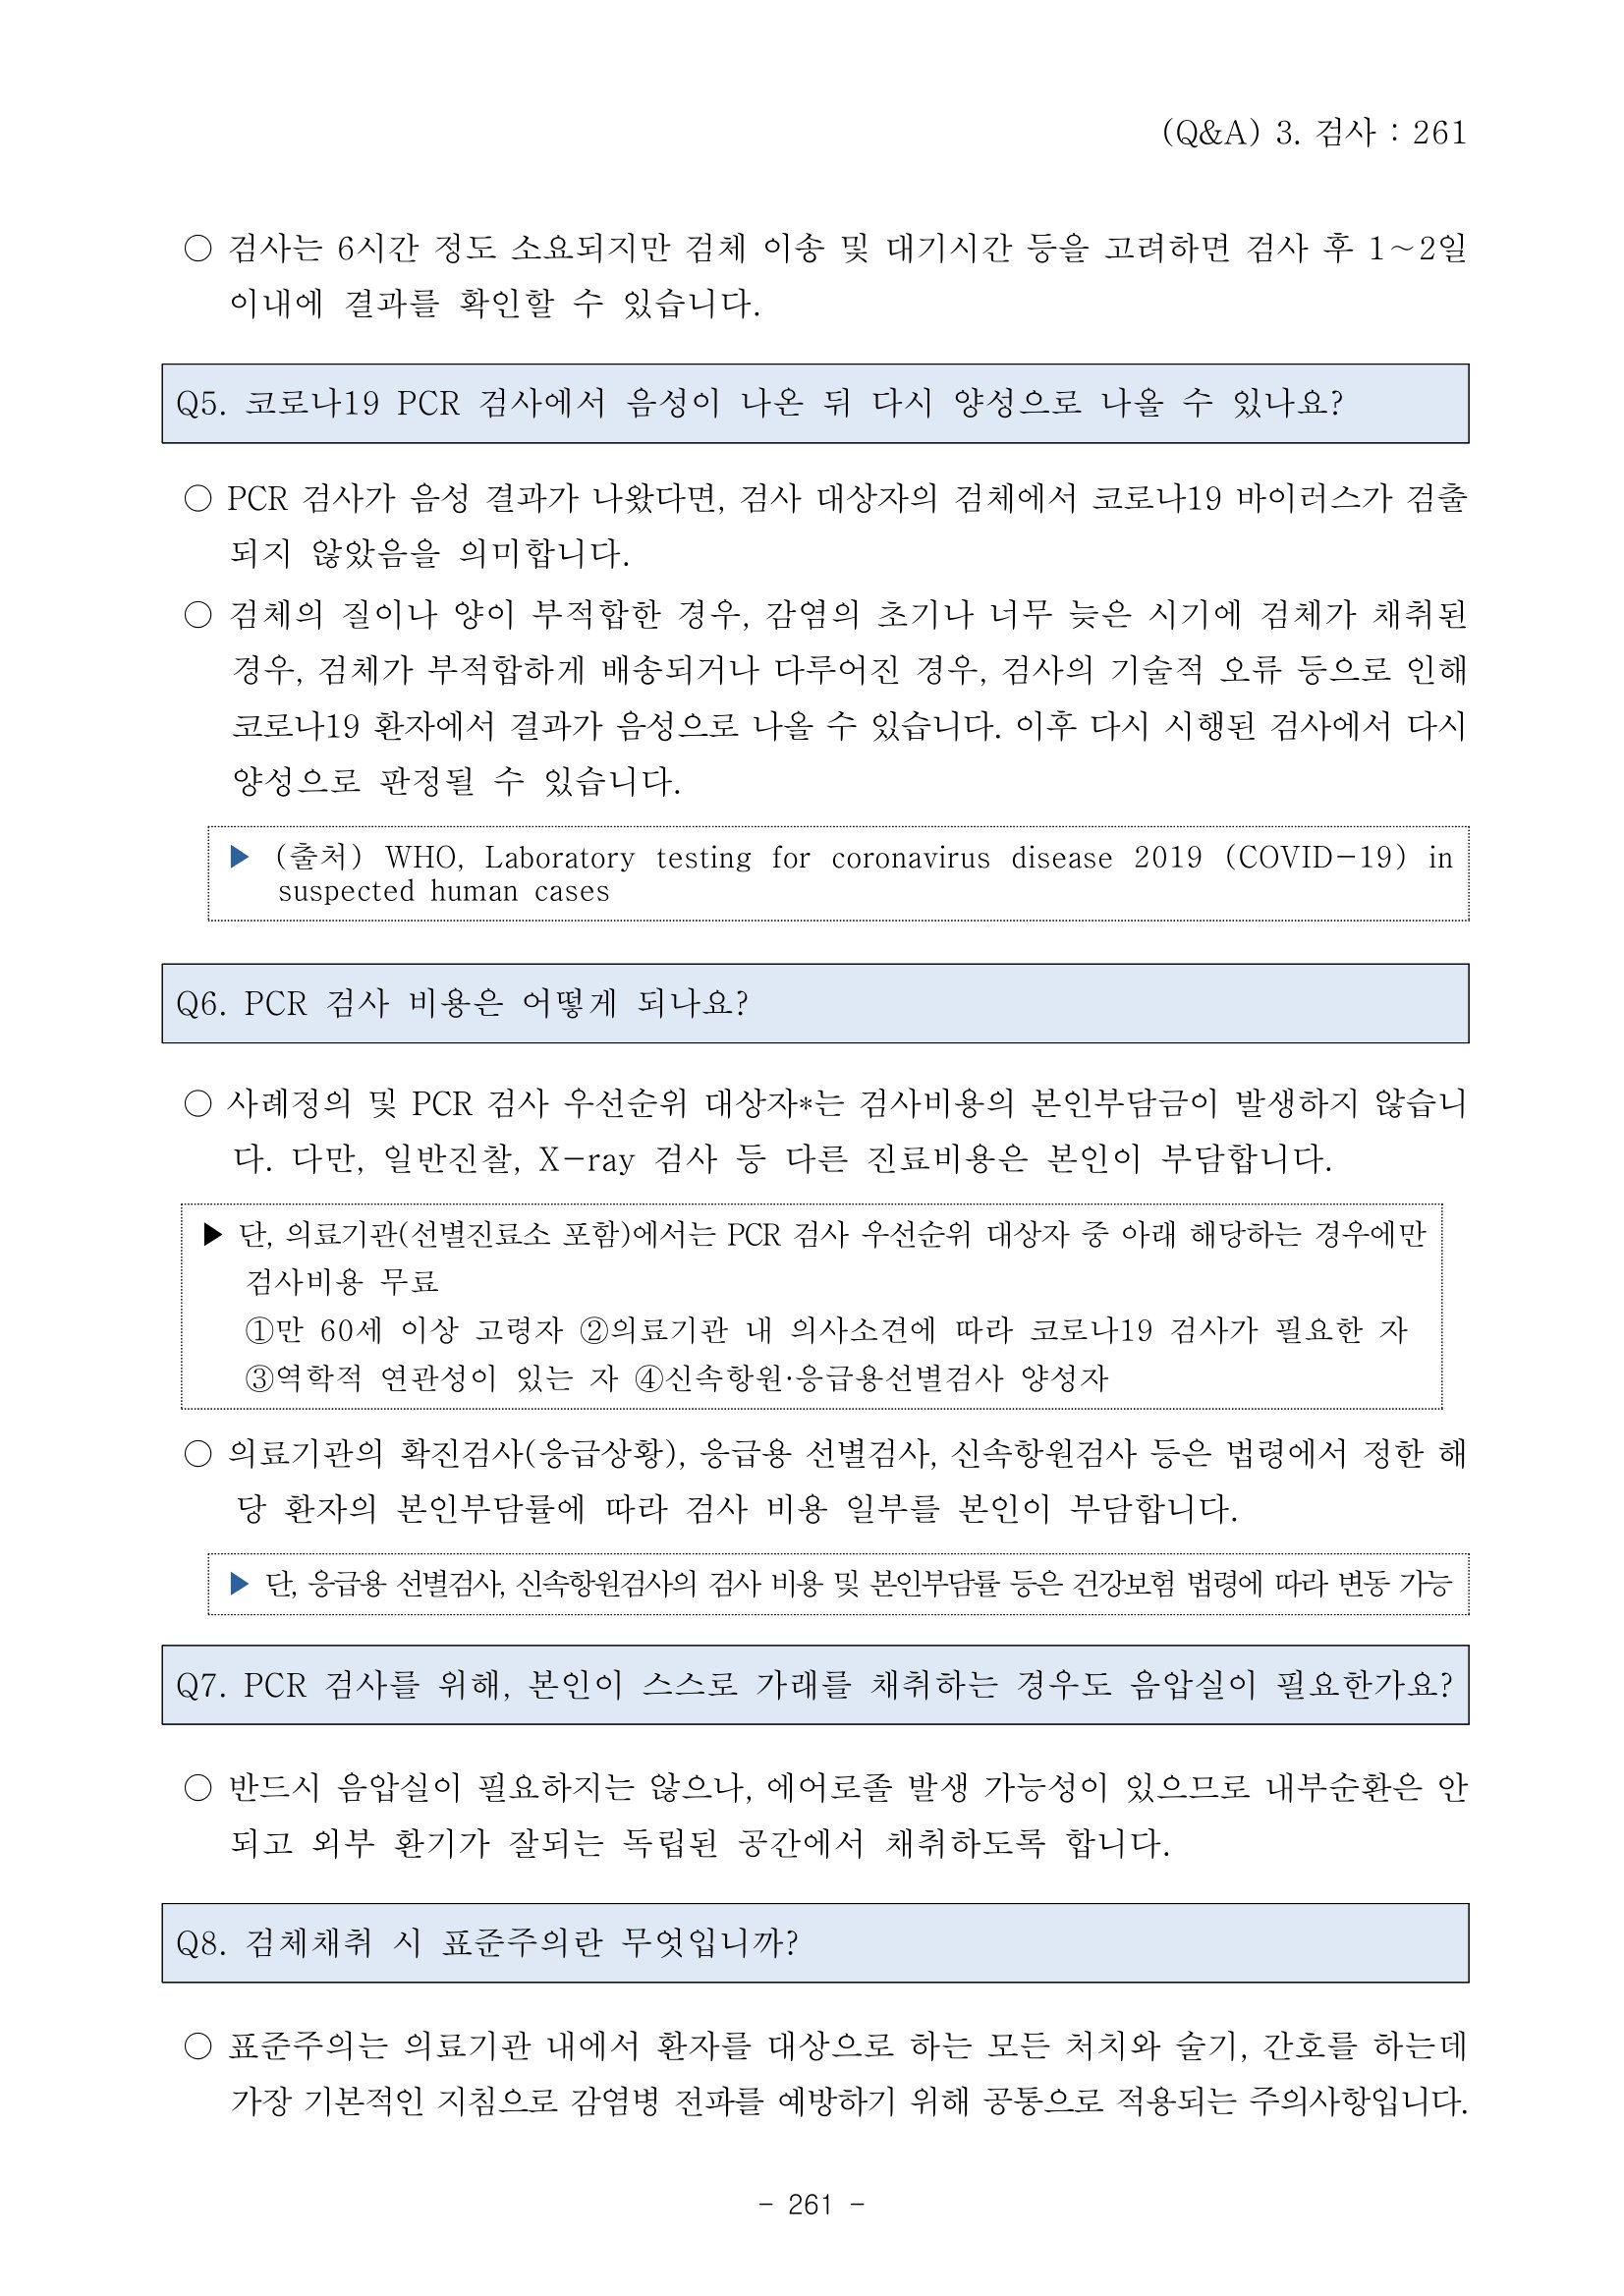 (Q&A) 3. 검사 : 261
○ 검사는 6시간 정도 소요되지만 검체 이송 및 대기시간 등을 고려하면 검사 후 1~2일
이내에 결과를 확인할 수 있습니다.
Q5. 코로나19 PCR 검사에서 음성이 나온 뒤 다시 양성으로 나올 수 있나요?
○ PCR 검사가 음성 결과가 나왔다면, 검사 대상자의 검체에서 코로나19 바이러스가 검출
되지 않았음을 의미합니다.
○ 검체의 질이나 양이 부적합한 경우, 감염의 초기나 너무 늦은 시기에 검체가 채취된
경우, 검체가 부적합하게 배송되거나 다루어진 경우, 검사의 기술적 오류 등으로 인해
코로나19 환자에서 결과가 음성으로 나올 수 있습니다. 이후 다시 시행된 검사에서 다시
양성으로 판정될 수 있습니다.
▶ (출처) WHO, Laboratory testing for coronavirus disease 2019 (COVID-19) in
suspected human cases
Q6. PCR 검사 비용은 어떻게 되나요?
○ 사례정의 및 PCR 검사 우선순위 대상자*는 검사비용의 본인부담금이 발생하지 않습니
다. 다만, 일반진찰, X-ray 검사 등 다른 진료비용은 본인이 부담합니다.
▶ 단, 의료기관(선별진료소 포함)에서는 PCR 검사 우선순위 대상자 중 아래 해당하는 경우에만
검사비용 무료
①만 60세 이상 고령자 ②의료기관 내 의사소견에 따라 코로나19 검사가 필요한 자
③역학적 연관성이 있는 자 ④신속항원·응급용선별검사 양성자
○ 의료기관의 확진검사(응급상황), 응급용 선별검사, 신속항원검사 등은 법령에서 정한 해
당 환자의 본인부담률에 따라 검사 비용 일부를 본인이 부담합니다.
▶ 단, 응급용 선별검사, 신속항원검사의 검사 비용 및 본인부담률 등은 건강보험 법령에 따라 변동 가능
Q7. PCR 검사를 위해, 본인이 스스로 가래를 채취하는 경우도 음압실이 필요한가요?
○ 반드시 음압실이 필요하지는 않으나, 에어로졸 발생 가능성이 있으므로 내부순환은 안
되고 외부 환기가 잘되는 독립된 공간에서 채취하도록 합니다.
Q8. 검체채취 시 표준주의란 무엇입니까?
○ 표준주의는 의료기관 내에서 환자를 대상으로 하는 모든 처치와 술기, 간호를 하는데
가장 기본적인 지침으로 감염병 전파를 예방하기 위해 공통으로 적용되는 주의사항입니다.
- 261 -